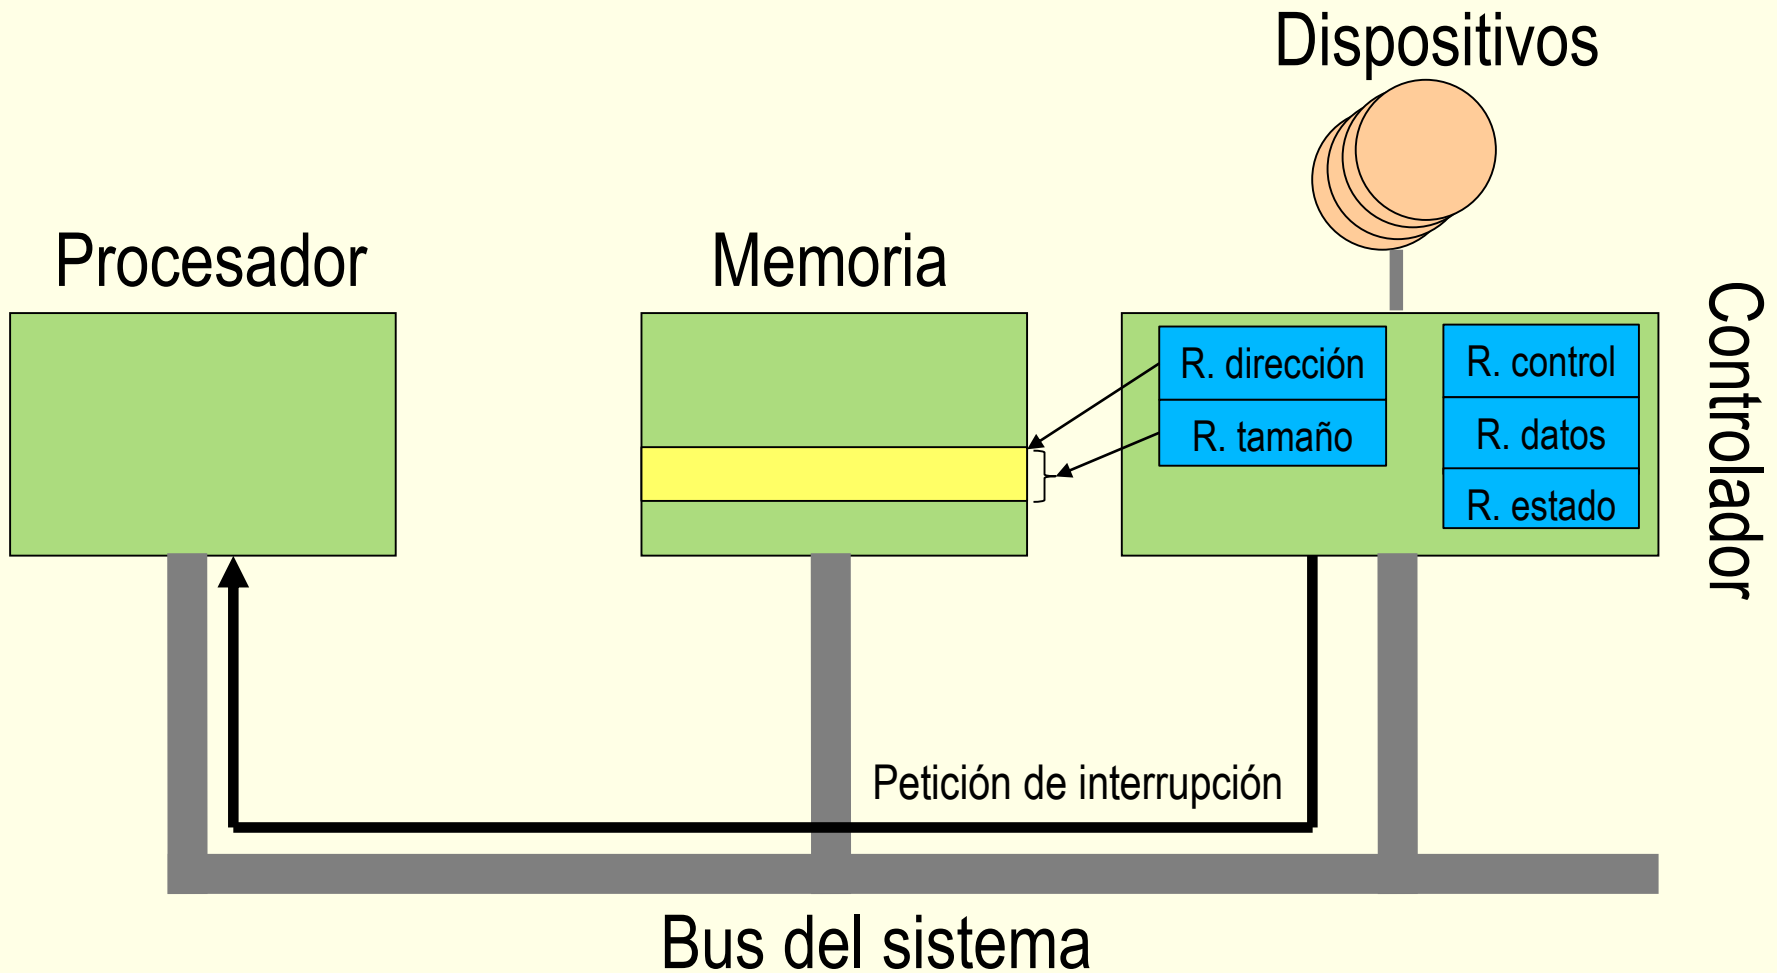 Dispositivos
Procesador
Memoria
Controlador
R. dirección
R. tamaño
R. control
R. datos
R. estado
Petición de interrupción
Bus del sistema